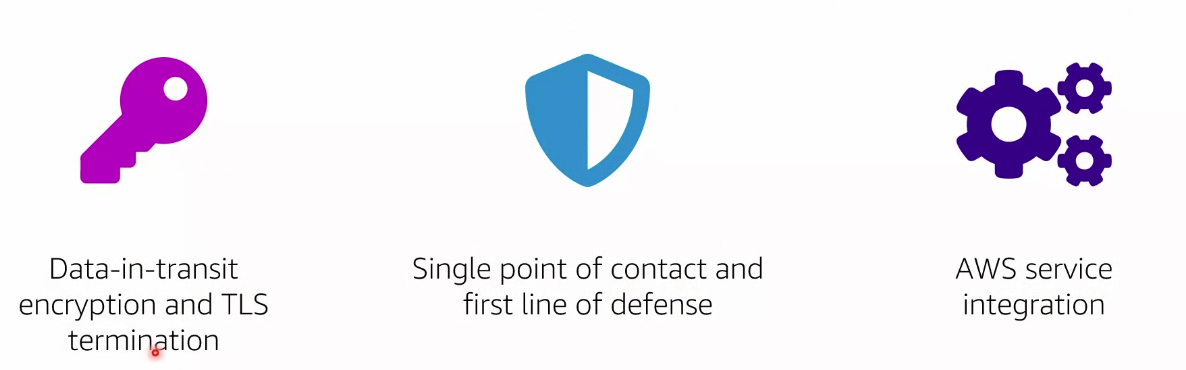 Data-in-transit
encryption and TLS
termination
Single point of contact and
first line of defense
AWS service
integration